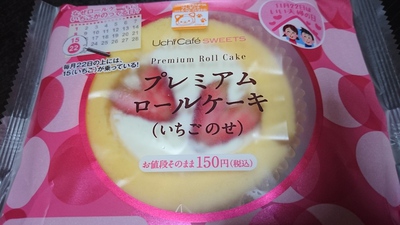 15
22
毎月22日の上には、
15(いちご)が乗っている!
Uchi Café SWEETS
Premium Roll Cake
プレミアム
ロールケーキ
(いちごのせ)
お値段そのまま150円(税込)